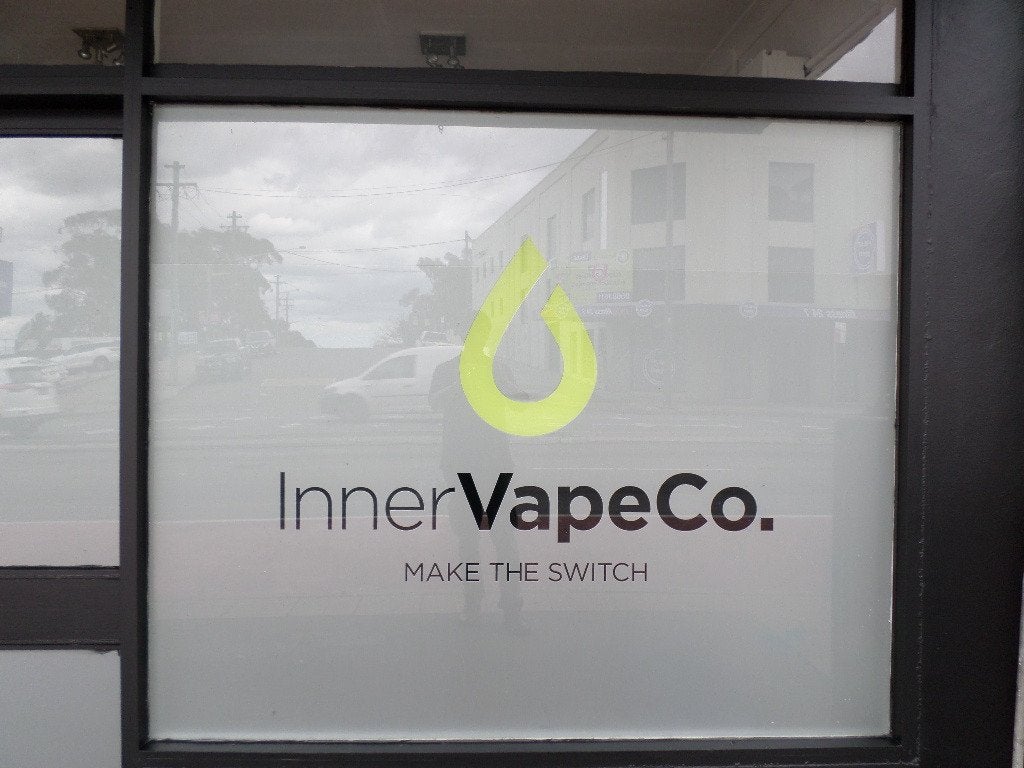 InnerVapeCo.
MAKE THE SWITCH